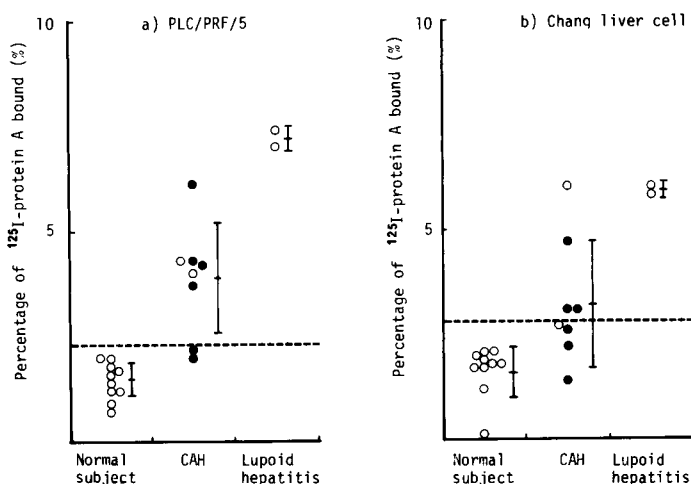 10
a) PLC/PRF/5
Percentage of ¹²⁵I-protein A bound (%)
5
Normal subject
CAH
Lupoid hepatitis
10
b) Chang liver cell
Percentage of ¹²⁵I-protein A bound (%)
5
0
Normal subject
CAH
Lupoid hepatitis